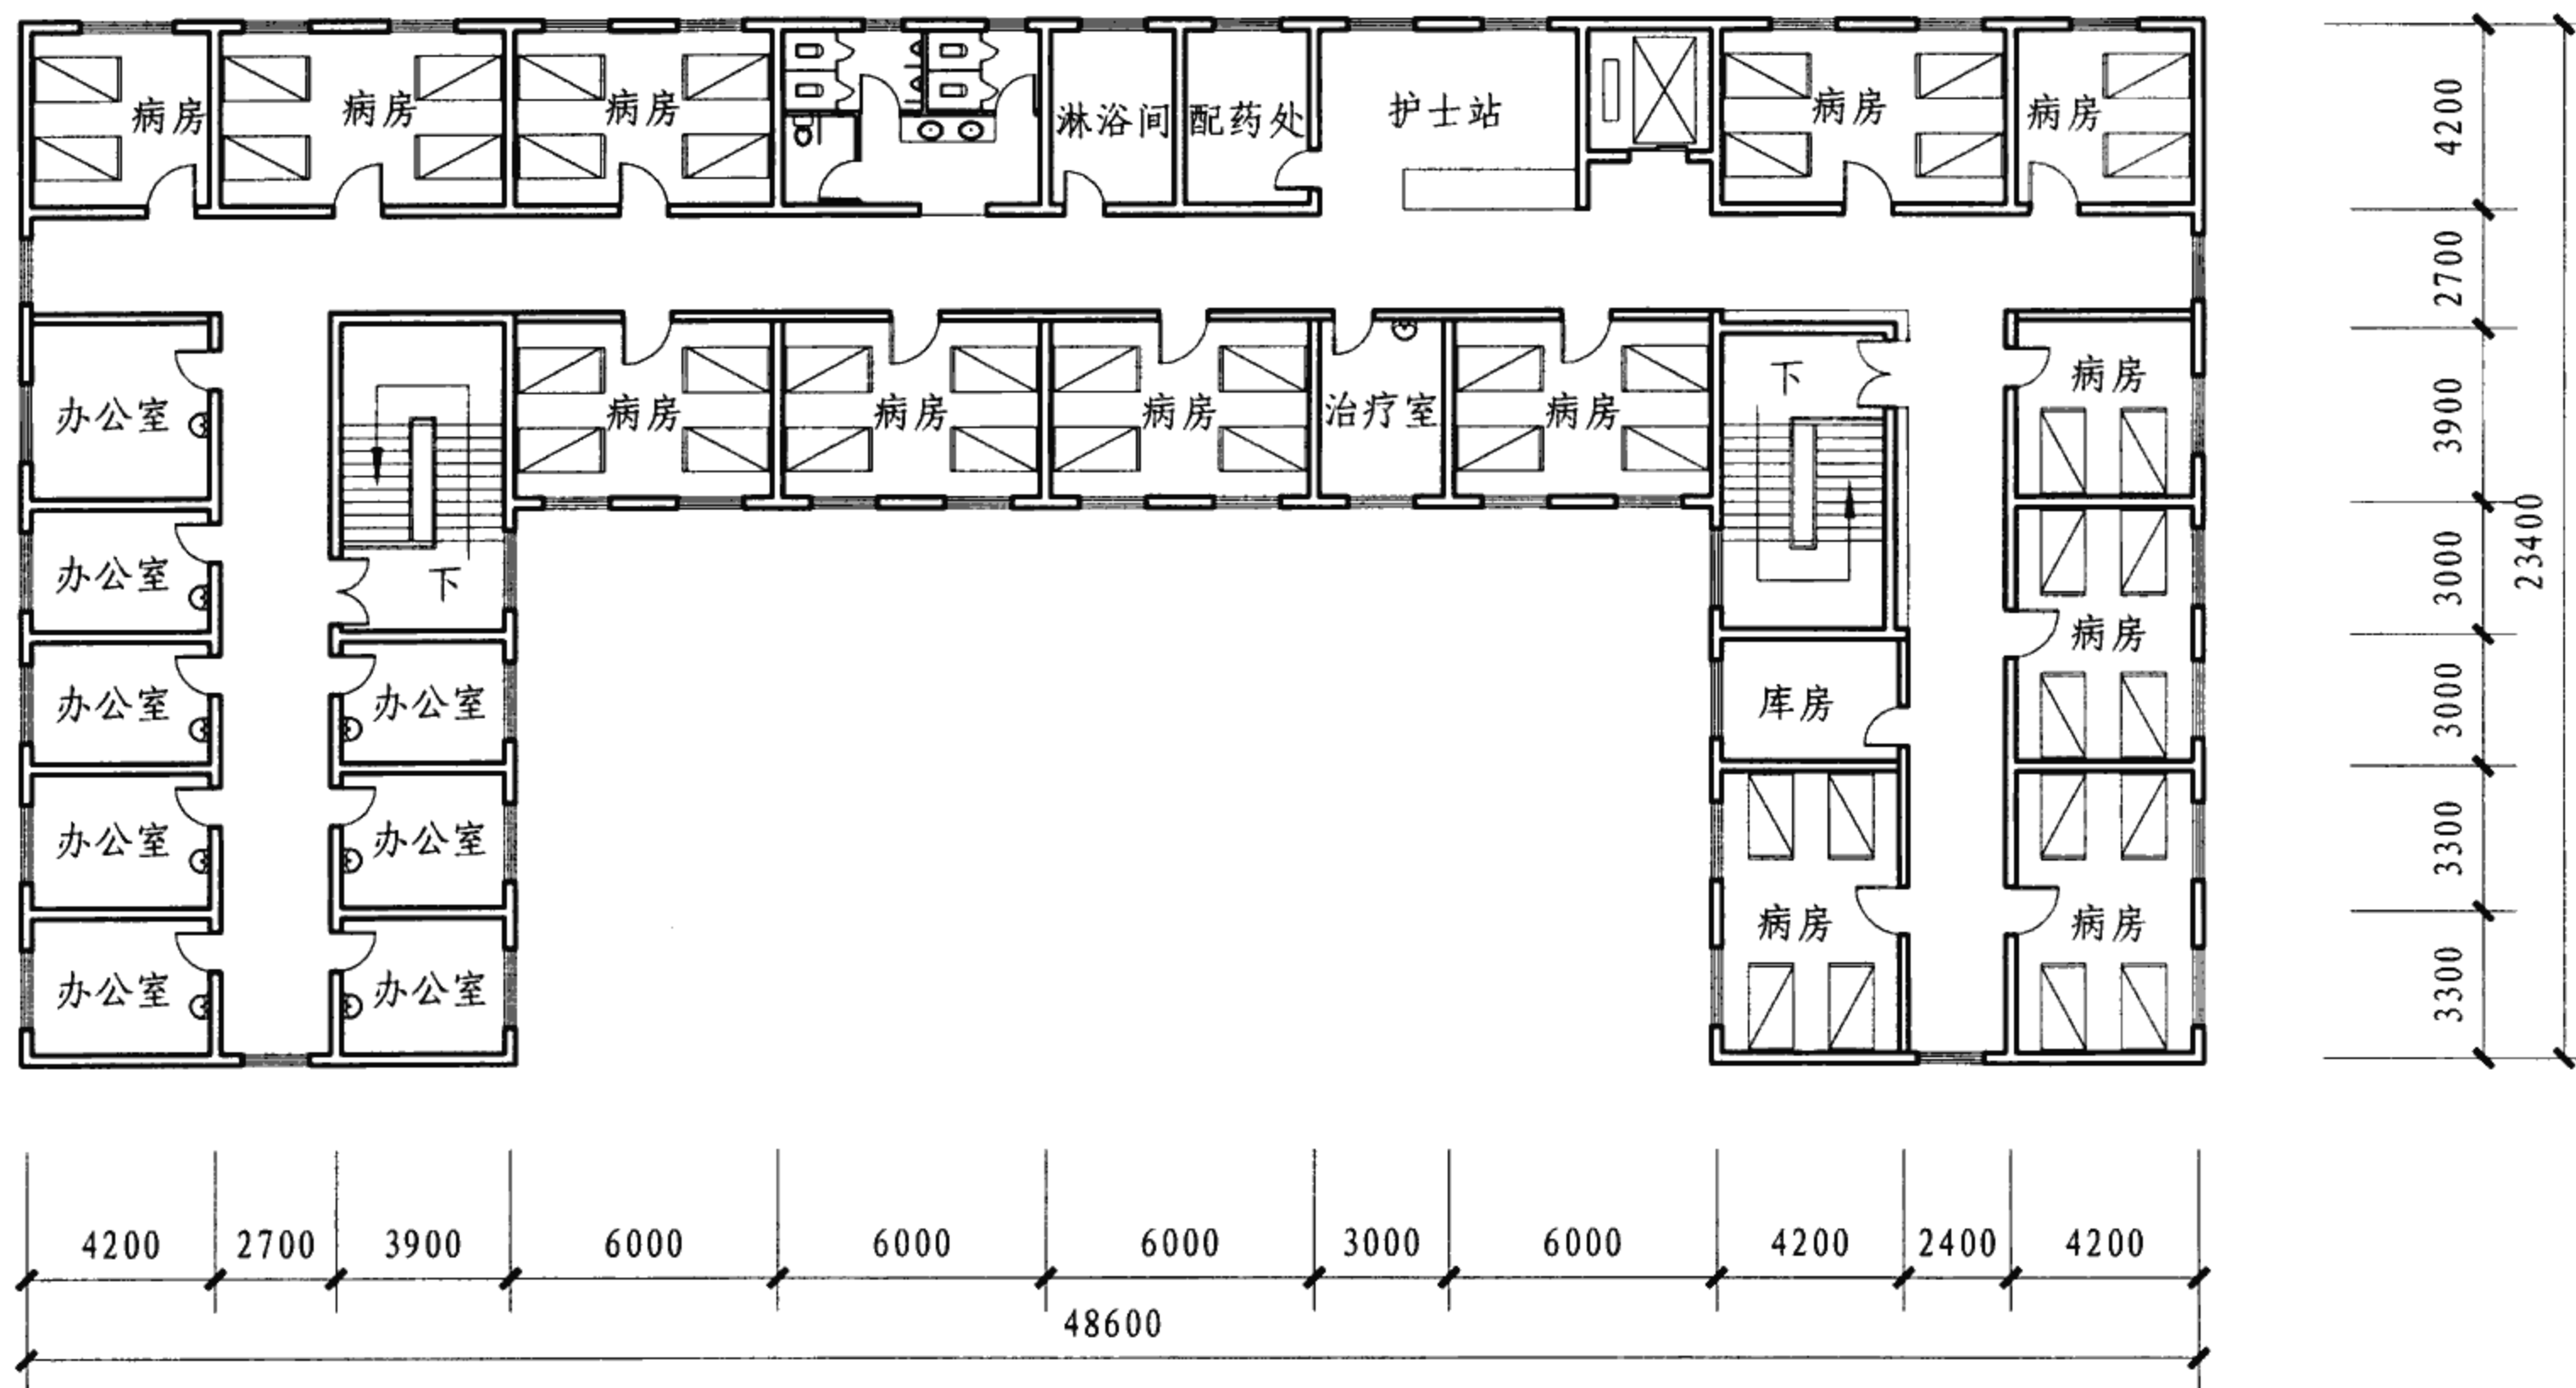 病房
病房
病房
淋浴间
配药处
护士站
病房
病房
办公室
病房
病房
病房
治疗室
病房
下
病房
办公室
下
病房
办公室
办公室
库房
办公室
办公室
病房
病房
办公室
办公室
4200
2700
3900
3000
3000
3300
3300
23400
4200
2700
3900
6000
6000
6000
3000
6000
4200
2400
4200
48600